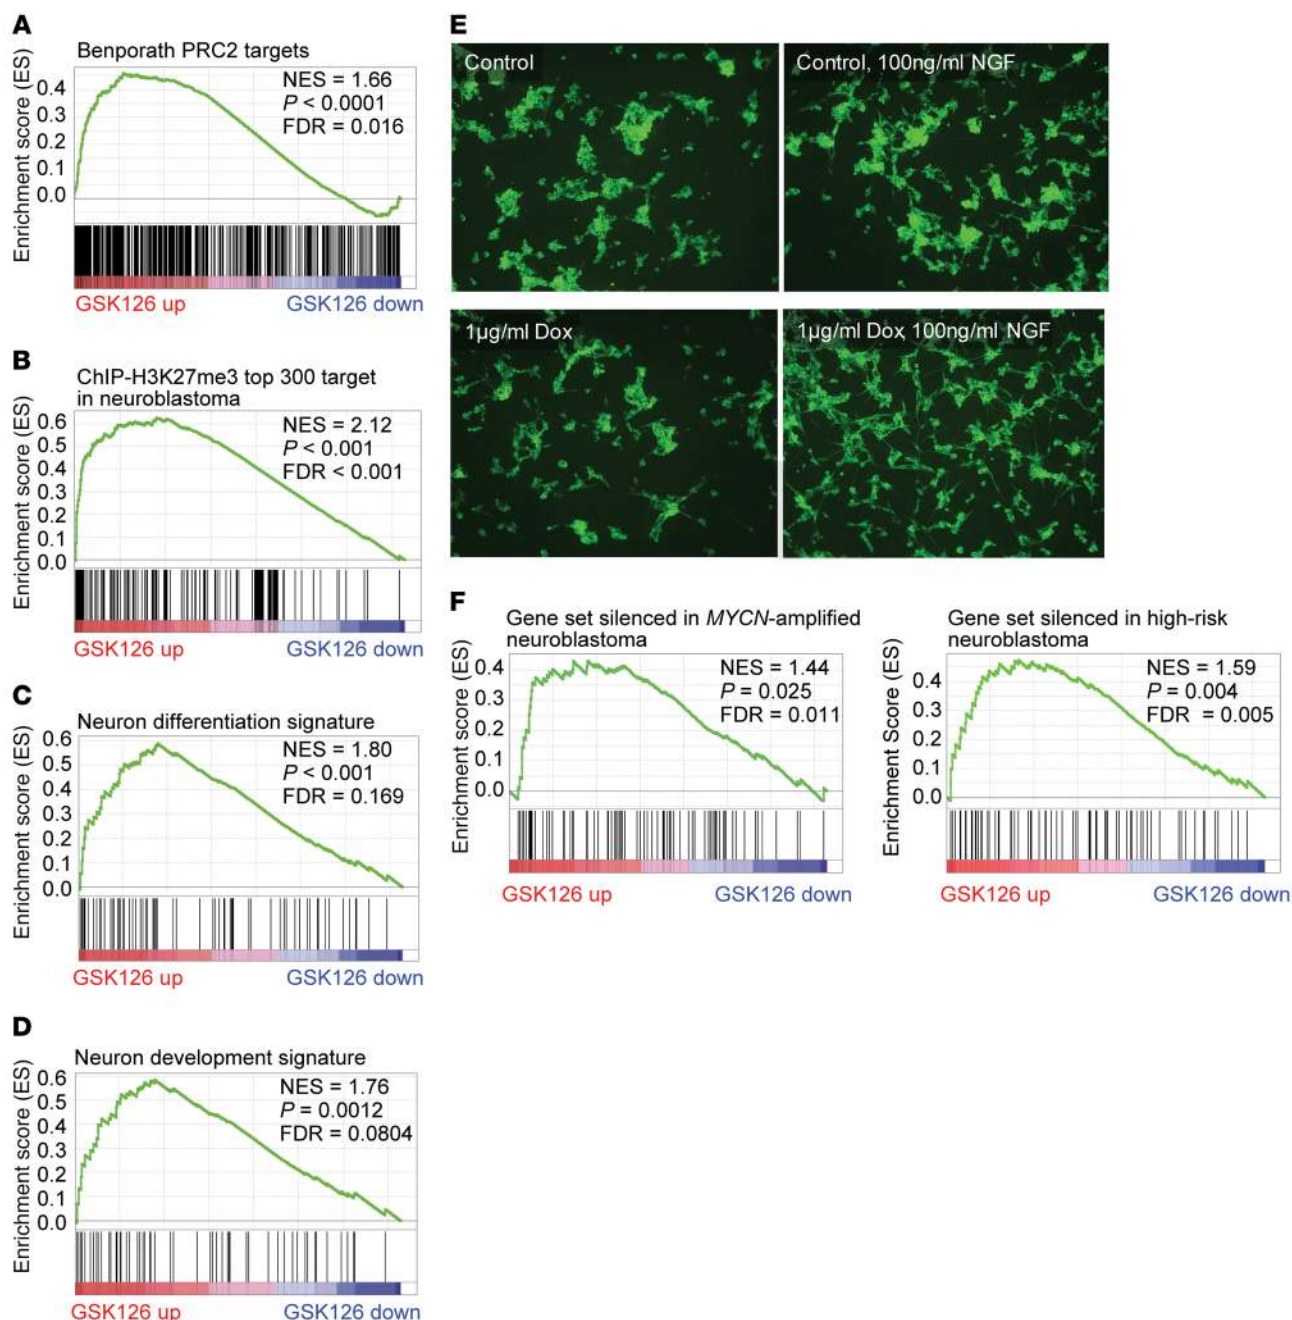 A
Benporath PRC2 targets
Enrichment score (ES)
0.4
0.3
0.2
0.1
0.0
NES = 1.66
P < 0.0001
FDR = 0.016
GSK126 up
GSK126 down
B
ChIP-H3K27me3 top 300 target
in neuroblastoma
Enrichment score (ES)
0.6
0.5
0.4
0.3
0.2
0.1
0.0
NES = 2.12
P < 0.001
FDR < 0.001
GSK126 up
GSK126 down
C
Neuron differentiation signature
Enrichment score (ES)
0.6
0.5
0.4
0.3
0.2
0.1
0.0
NES = 1.80
P < 0.001
FDR = 0.169
GSK126 up
GSK126 down
D
Neuron development signature
Enrichment score (ES)
0.6
0.5
0.4
0.3
0.2
0.1
0.0
NES = 1.76
P = 0.0012
FDR = 0.0804
GSK126 up
GSK126 down
E
Control
Control, 100ng/ml NGF
1µg/ml Dox
1µg/ml Dox 100ng/ml NGF
F
Gene set silenced in MYCN-amplified
neuroblastoma
Enrichment score (ES)
0.4
0.3
0.2
0.1
0.0
NES = 1.44
P = 0.025
FDR = 0.011
GSK126 up
GSK126 down
Gene set silenced in high-risk
neuroblastoma
Enrichment Score (ES)
0.4
0.3
0.2
0.1
0.0
NES = 1.59
P = 0.004
FDR = 0.005
GSK126 up
GSK126 down